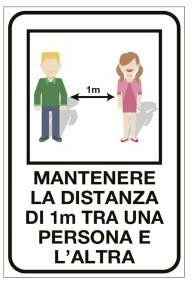 1m
MANTENERE
LA DISTANZA
DI 1m TRA UNA
PERSONA E
L'ALTRA